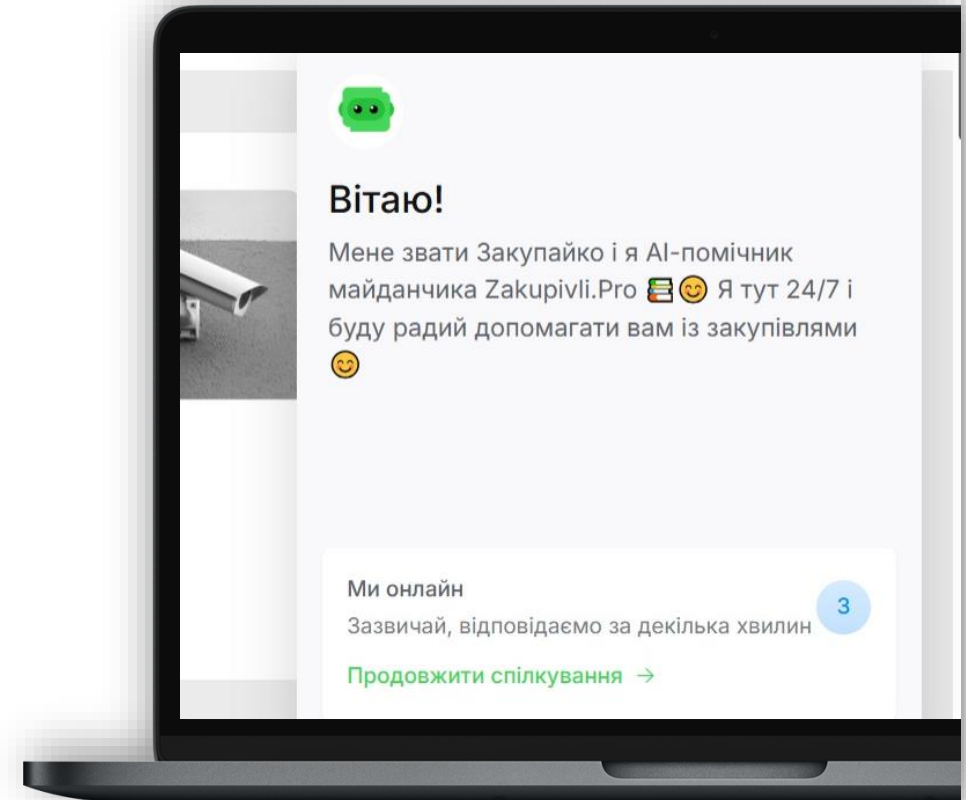 Вітаю!
Мене звати Закупайко і я AI-помічник
майданчика Zakupivli.Pro 📚😊 Я тут 24/7 і
буду радий допомагати вам із закупівлями
😊
Ми онлайн
Зазвичай, відповідаємо за декілька хвилин
З
Продовжити спілкування →